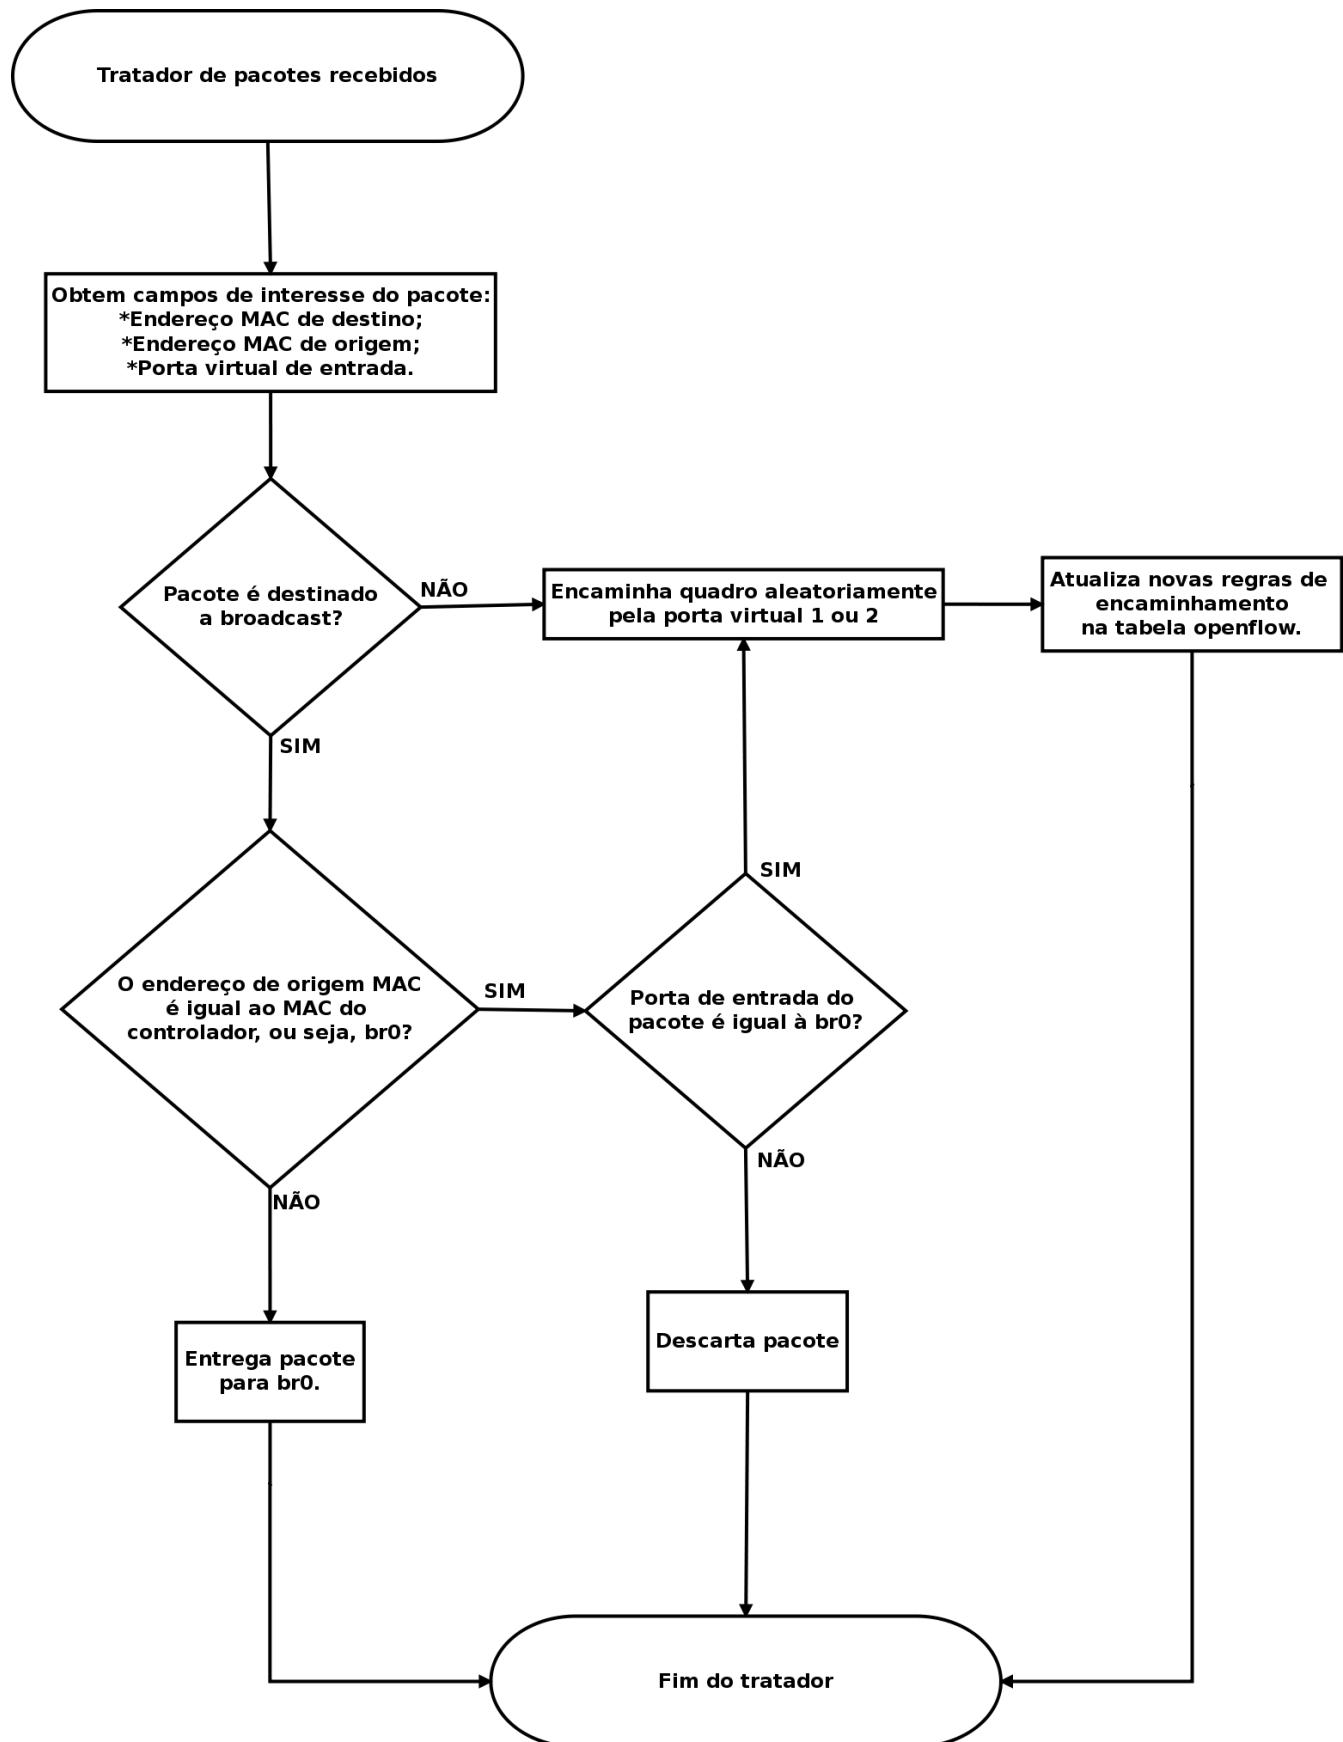 Tratador de pacotes recebidos
Obtem campos de interesse do pacote:
*Endereço MAC de destino;
*Endereço MAC de origem;
*Porta virtual de entrada.
Pacote é destinado
a broadcast?
NÃO
Encaminha quadro aleatoriamente
pela porta virtual 1 ou 2
Atualiza novas regras de
encaminhamento
na tabela openflow.
SIM
O endereço de origem MAC
é igual ao MAC do
controlador, ou seja, br0?
SIM
Porta de entrada do
pacote é igual à br0?
SIM
NÃO
NÃO
Entrega pacote
para br0.
Descarta pacote
Fim do tratador